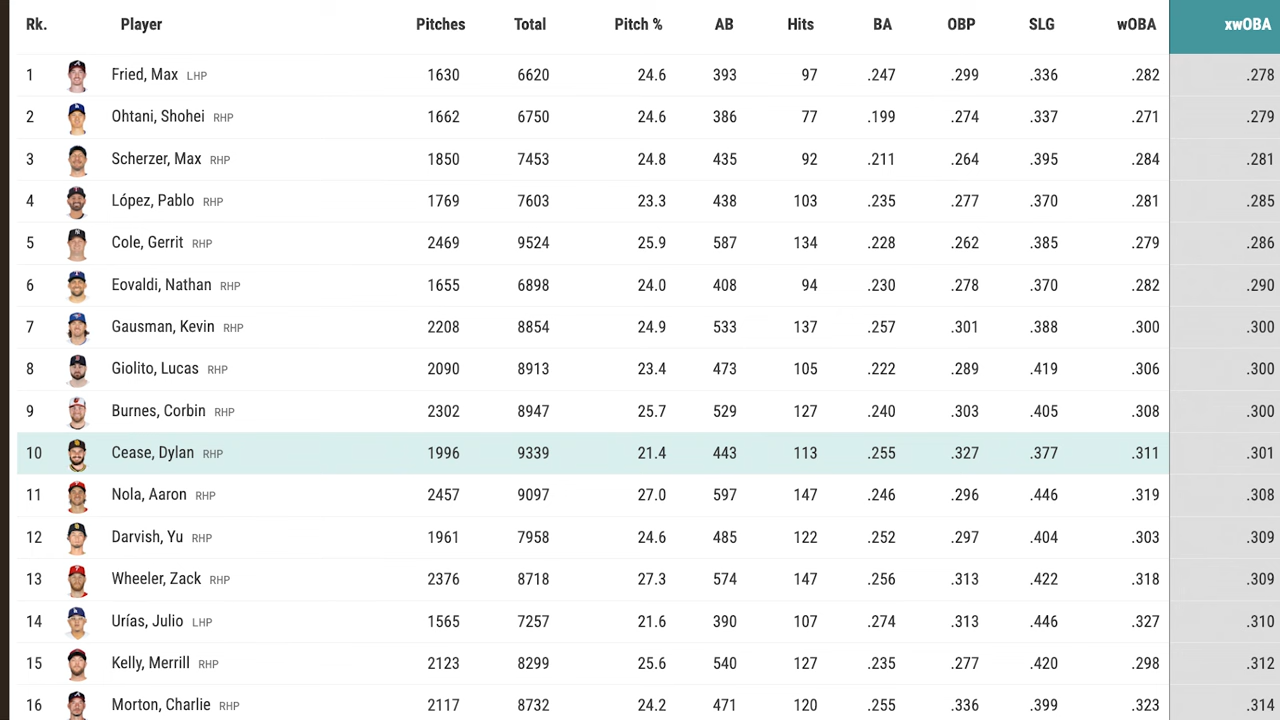 Rk. Player Pitches Total Pitch % AB Hits BA OBP SLG wOBA xwOBA
1 Fried, Max LHP 1630 6620 24.6 393 97 .247 .299 .336 .282 .278
2 Ohtani, Shohei RHP 1662 6750 24.6 386 77 .199 .274 .337 .271 .279
3 Scherzer, Max RHP 1850 7453 24.8 435 92 .211 .264 .395 .284 .281
4 López, Pablo RHP 1769 7603 23.3 438 103 .235 .277 .370 .281 .285
5 Cole, Gerrit RHP 2469 9524 25.9 587 134 .228 .262 .385 .279 .286
6 Eovaldi, Nathan RHP 1655 6898 24.0 408 94 .230 .278 .370 .282 .290
7 Gausman, Kevin RHP 2208 8854 24.9 533 137 .257 .301 .388 .300 .300
8 Giolito, Lucas RHP 2090 8913 23.4 473 105 .222 .289 .419 .306 .300
9 Burnes, Corbin RHP 2302 8947 25.7 529 127 .240 .303 .405 .308 .300
10 Cease, Dylan RHP 1996 9339 21.4 443 113 .255 .327 .377 .311 .301
11 Nola, Aaron RHP 2457 9097 27.0 597 147 .246 .296 .446 .319 .308
12 Darvish, Yu RHP 1961 7958 24.6 485 122 .252 .297 .404 .303 .309
13 Wheeler, Zack RHP 2376 8718 27.3 574 147 .256 .313 .422 .318 .309
14 Urías, Julio LHP 1565 7257 21.6 390 107 .274 .313 .446 .327 .310
15 Kelly, Merrill RHP 2123 8299 25.6 540 127 .235 .277 .420 .298 .312
16 Morton, Charlie RHP 2117 8732 24.2 471 120 .255 .336 .399 .323 .314